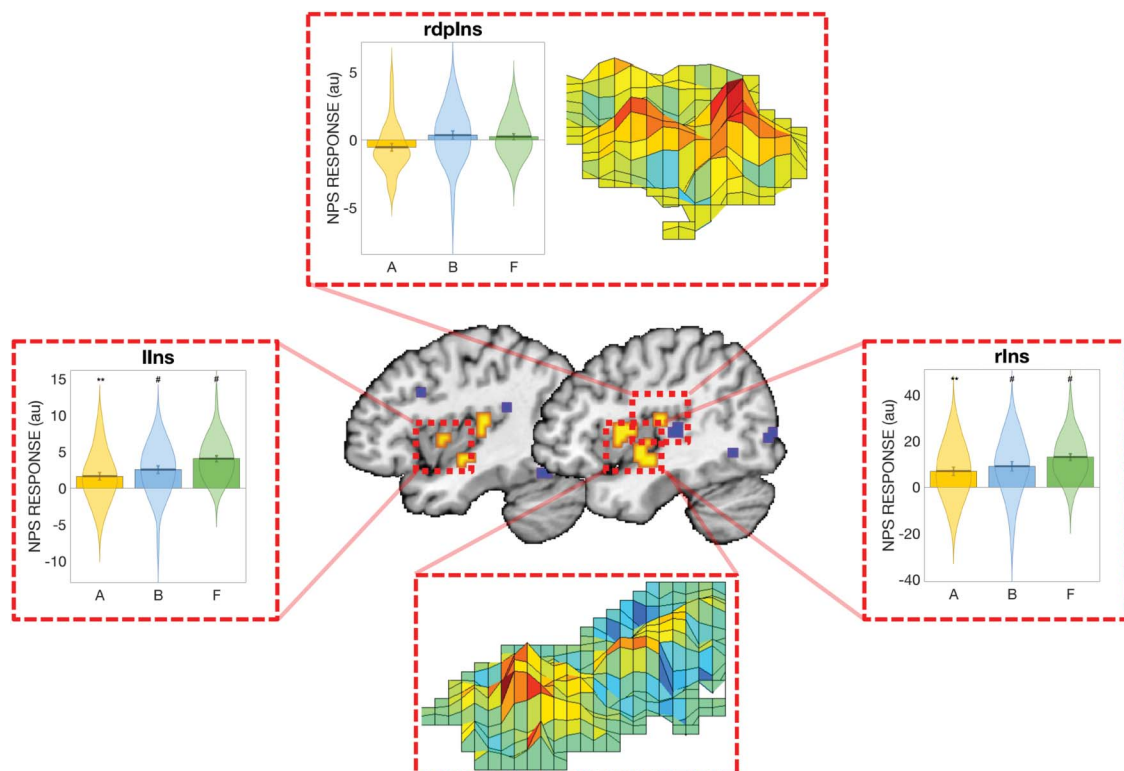 rdpIns
NPS RESPONSE (au)
5
0
-5
A B F
lIns
NPS RESPONSE (au)
15
10
5
0
-5
-10
** # #
A B F
rIns
NPS RESPONSE (au)
40
20
0
-20
-40
** # #
A B F